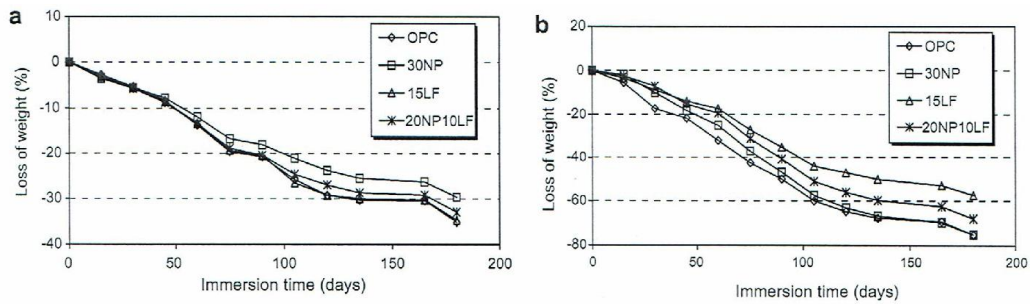 a
10
0
-10
-20
-30
-40
Loss of weight (%)
0
50
100
150
200
Immersion time (days)
OPC
30NP
15LF
20NP10LF
b
20
0
-20
-40
-60
-80
Loss of weight (%)
0
50
100
150
200
Immersion time (days)
OPC
30NP
15LF
20NP10LF